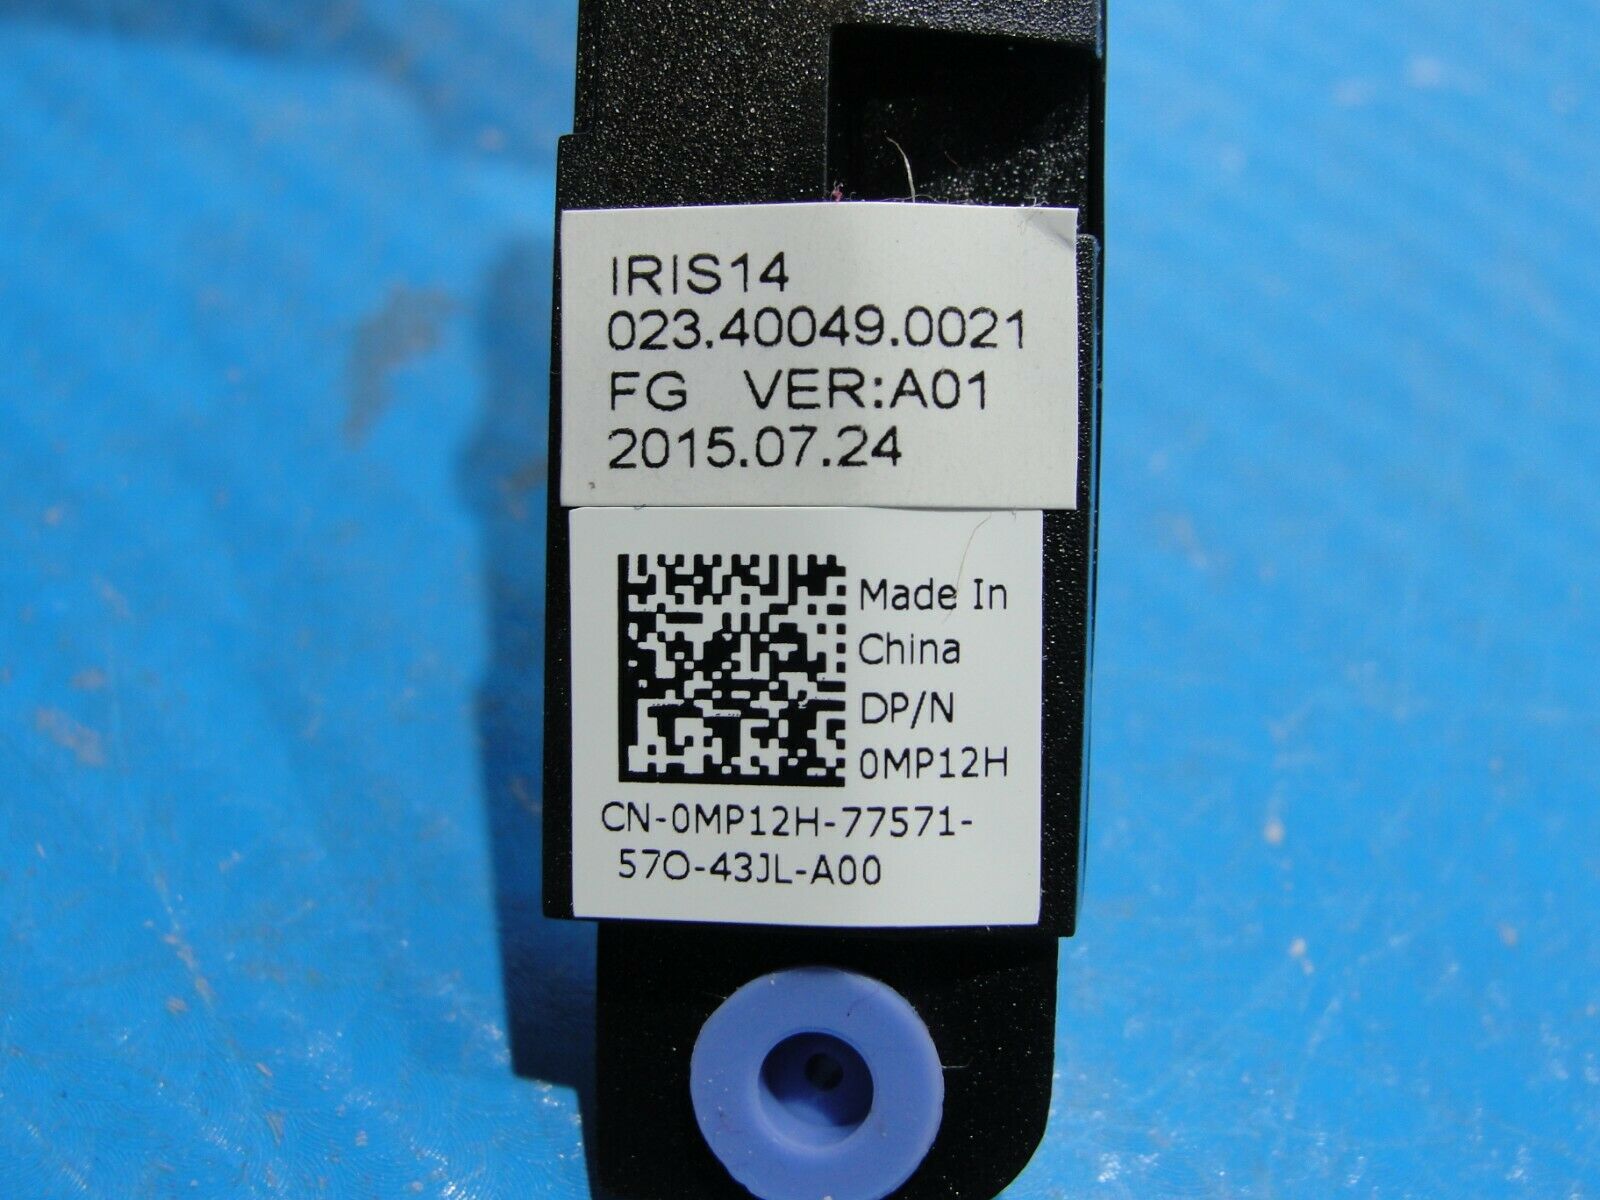 IRIS14
023.40049.0021
FG VER:A01
2015.07.24
Made In
China
DP/N
0MP12H
CN-0MP12H-77571-
57O-43JL-A00